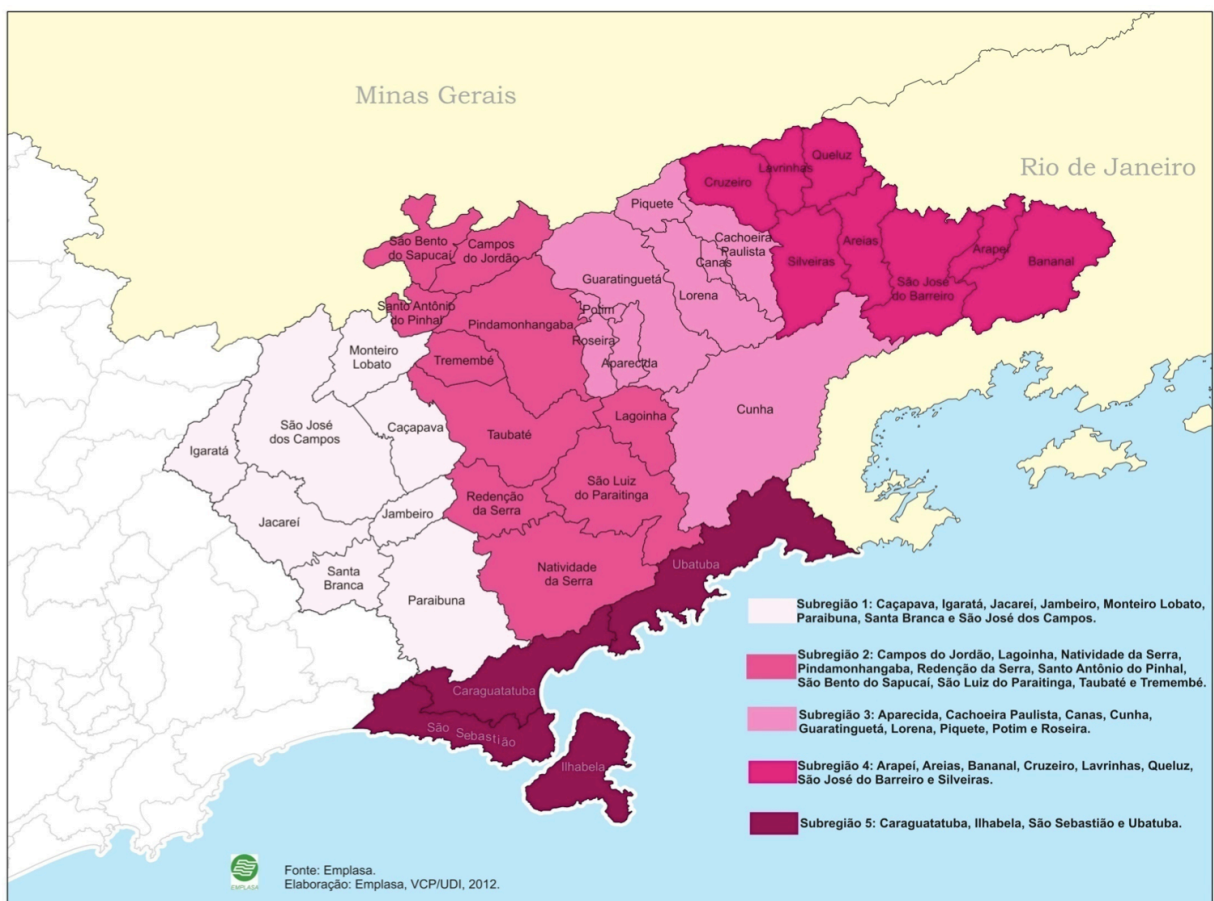 Minas Gerais
Rio de Janeiro
Queluz
Lavrinhas
Cruzeiro
Piquete
São Bento
do Sapucaí
Campos
do Jordão
Cachoeira
Paulista
Canas
Areias
Arapeí
Silveiras
Bananal
Guaratinguetá
São José
do Barreiro
Lorena
Santo Antônio
do Pinhal
Potim
Pindamonhangaba
Roseira
Monteiro
Lobato
Tremembé
Aparecida
Cunha
Lagoinha
São José
dos Campos
Caçapava
Taubaté
Igaratá
São Luiz
do Paraitinga
Redenção
da Serra
Jacareí
Jambeiro
Ubatuba
Natividade
da Serra
Santa
Branca
Paraibuna
Caraguatatuba
São Sebastião
Ilhabela
Subregião 1: Caçapava, Igaratá, Jacareí, Jambeiro, Monteiro Lobato,
Paraibuna, Santa Branca e São José dos Campos.
Subregião 2: Campos do Jordão, Lagoinha, Natividade da Serra,
Pindamonhangaba, Redenção da Serra, Santo Antônio do Pinhal,
São Bento do Sapucaí, São Luiz do Paraitinga, Taubaté e Tremembé.
Subregião 3: Aparecida, Cachoeira Paulista, Canas, Cunha,
Guaratinguetá, Lorena, Piquete, Potim e Roseira.
Subregião 4: Arapeí, Areias, Bananal, Cruzeiro, Lavrinhas, Queluz,
São José do Barreiro e Silveiras.
Subregião 5: Caraguatatuba, Ilhabela, São Sebastião e Ubatuba.
EMPLASA
Fonte: Emplasa.
Elaboração: Emplasa, VCP/UDI, 2012.